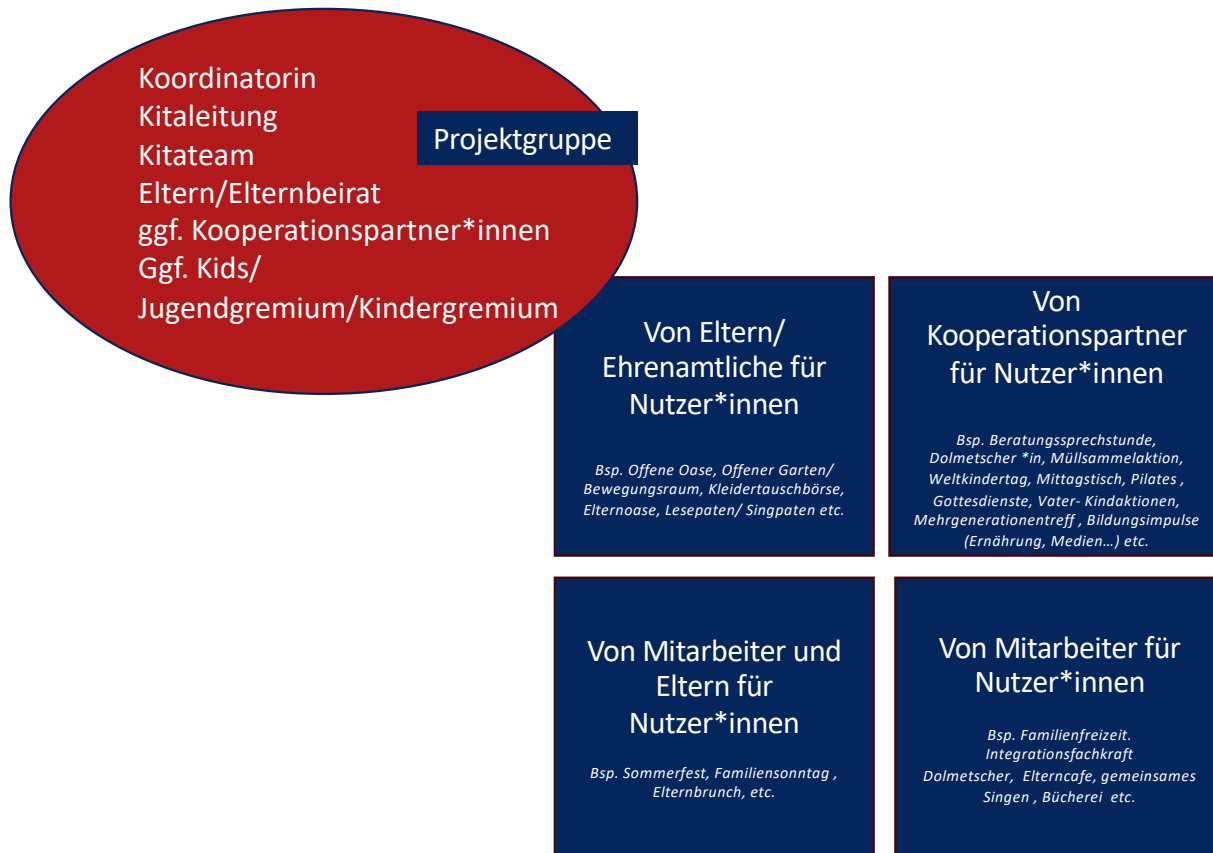 Koordinatorin
Kitaleitung
Kitateam
Eltern/Elternbeirat
ggf. Kooperationspartner*innen
Ggf. Kids/
Jugendgremium/Kindergremium
Projektgruppe
Von Eltern/
Ehrenamtliche für
Nutzer*innen
Bsp. Offene Oase, Offener Garten/
Bewegungsraum, Kleidertauschbörse,
Elternoase, Lesepaten/ Singpaten etc.
Von
Kooperationspartner
für Nutzer*innen
Bsp. Beratungssprechstunde,
Dolmetscher *in, Müllsammelaktion,
Weltkindertag, Mittagstisch, Pilates ,
Gottesdienste, Vater- Kindaktionen,
Mehrgenerationentreff , Bildungsimpulse
(Ernährung, Medien…) etc.
Von Mitarbeiter und
Eltern für
Nutzer*innen
Bsp. Sommerfest, Familiensonntag ,
Elternbrunch, etc.
Von Mitarbeiter für
Nutzer*innen
Bsp. Familienfreizeit.
Integrationsfachkraft
Dolmetscher, Elterncafe, gemeinsames
Singen , Bücherei etc.